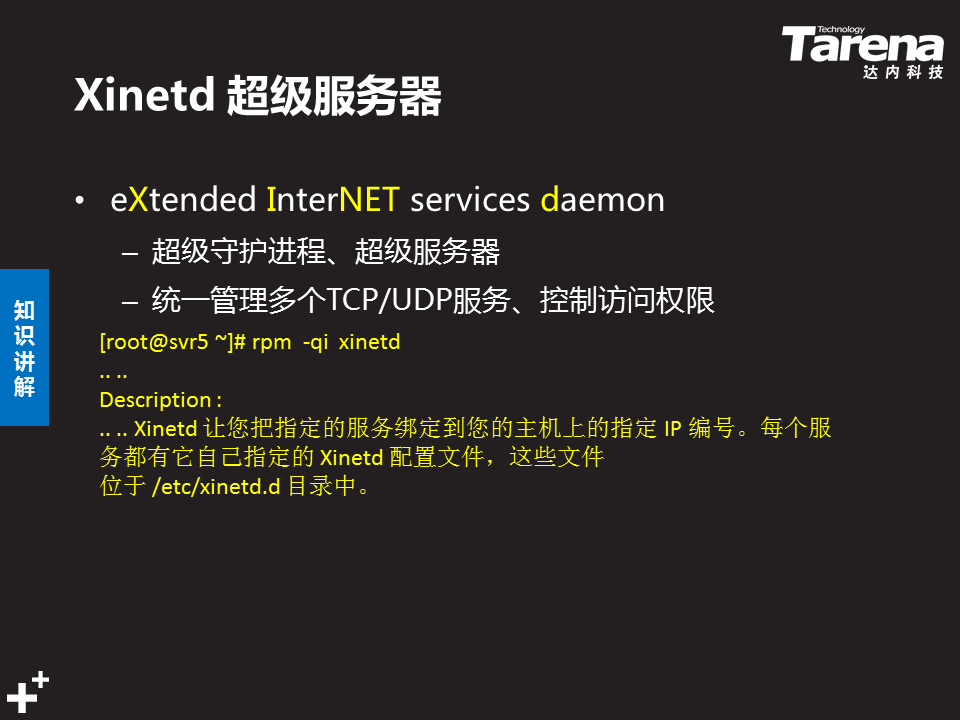 Technology
Tarena
达内科技
Xinetd 超级服务器
• eXtended InterNET services daemon
– 超级守护进程、超级服务器
– 统一管理多个TCP/UDP服务、控制访问权限
知识讲解
[root@svr5 ~]# rpm -qi xinetd
.. ..
Description :
.. .. Xinetd 让您把指定的服务绑定到您的主机上的指定 IP 编号。每个服
务都有它自己指定的 Xinetd 配置文件，这些文件
位于 /etc/xinetd.d 目录中。